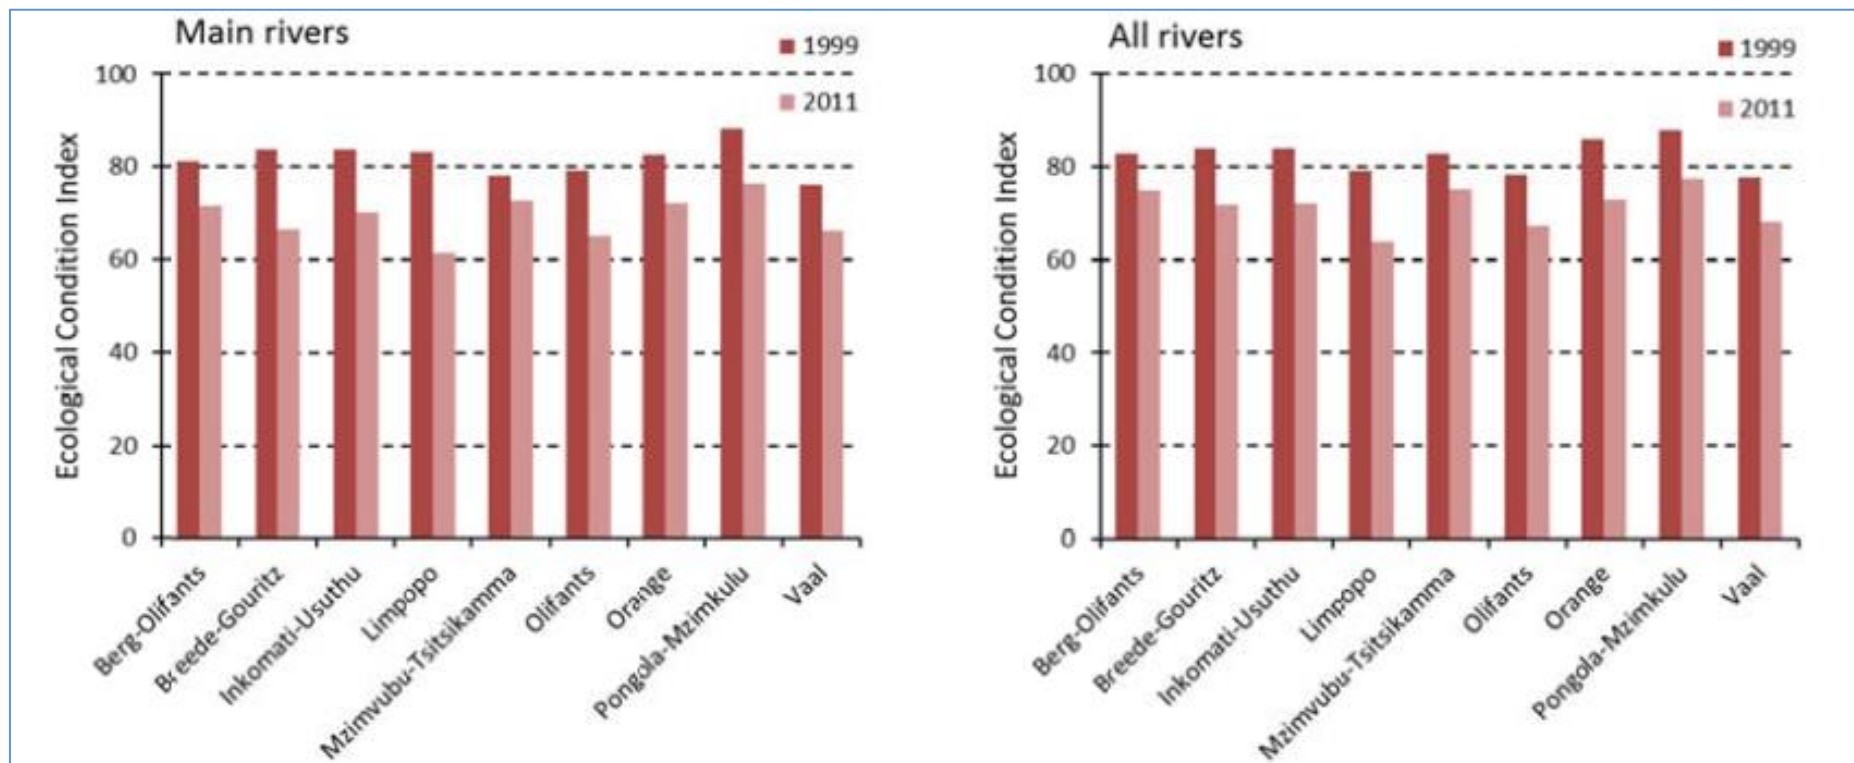 Main rivers
1999
2011
Ecological Condition Index
100
80
60
40
20
0
Berg-Olifants
Breede-Gouritz
Inkomati-Usuthu
Limpopo
Mzimvubu-Tsitsikamma
Olifants
Orange
Pongola-Mzimkulu
Vaal
All rivers
1999
2011
Ecological Condition Index
100
80
60
40
20
0
Berg-Olifants
Breede-Gouritz
Inkomati-Usuthu
Limpopo
Mzimvubu-Tsitsikamma
Olifants
Orange
Pongola-Mzimkulu
Vaal